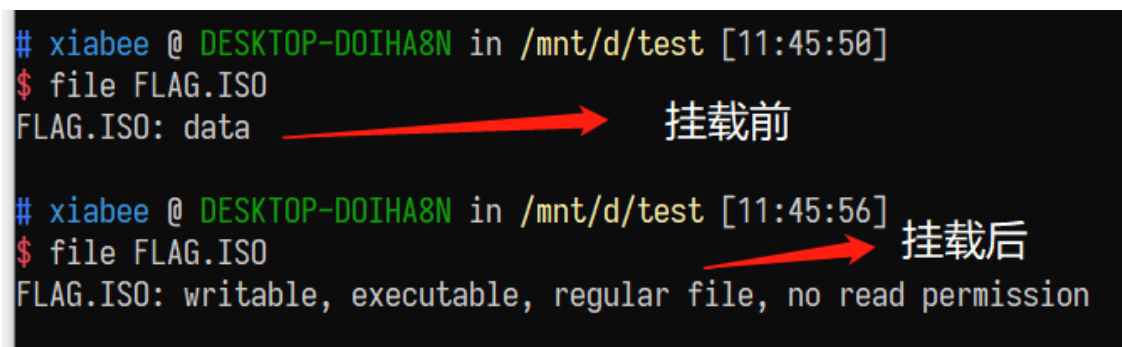 # xiabee @ DESKTOP-DOIHA8N in /mnt/d/test [11:45:50]
$ file FLAG.ISO
FLAG.ISO: data 挂载前
# xiabee @ DESKTOP-DOIHA8N in /mnt/d/test [11:45:56]
挂载后
$ file FLAG.ISO
FLAG.ISO: writable, executable, regular file, no read permission